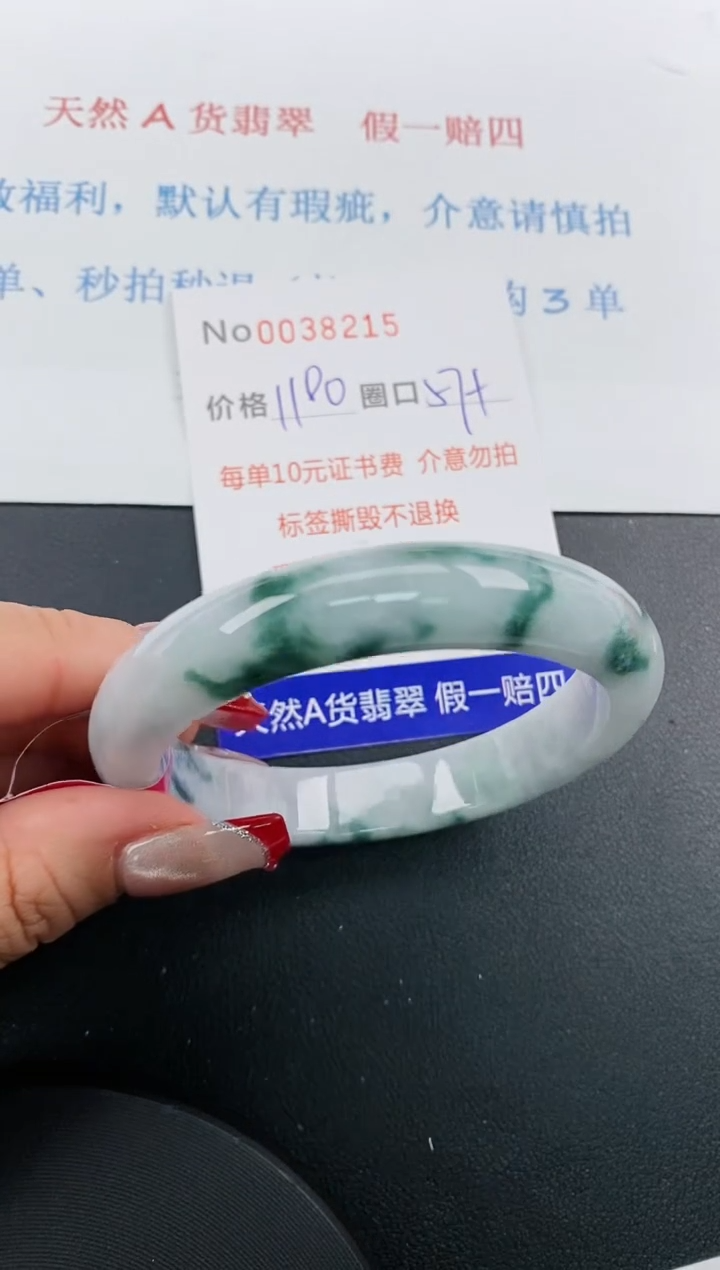 天然 A 货翡翠 假一赔四
福利，默认有瑕疵，介意请慎拍
单、秒拍秒退
购 3 单
No0038215
价格1180 圈口57+
每单10元证书费 介意勿拍
标签撕毁不退换
然A货翡翠 假一赔四